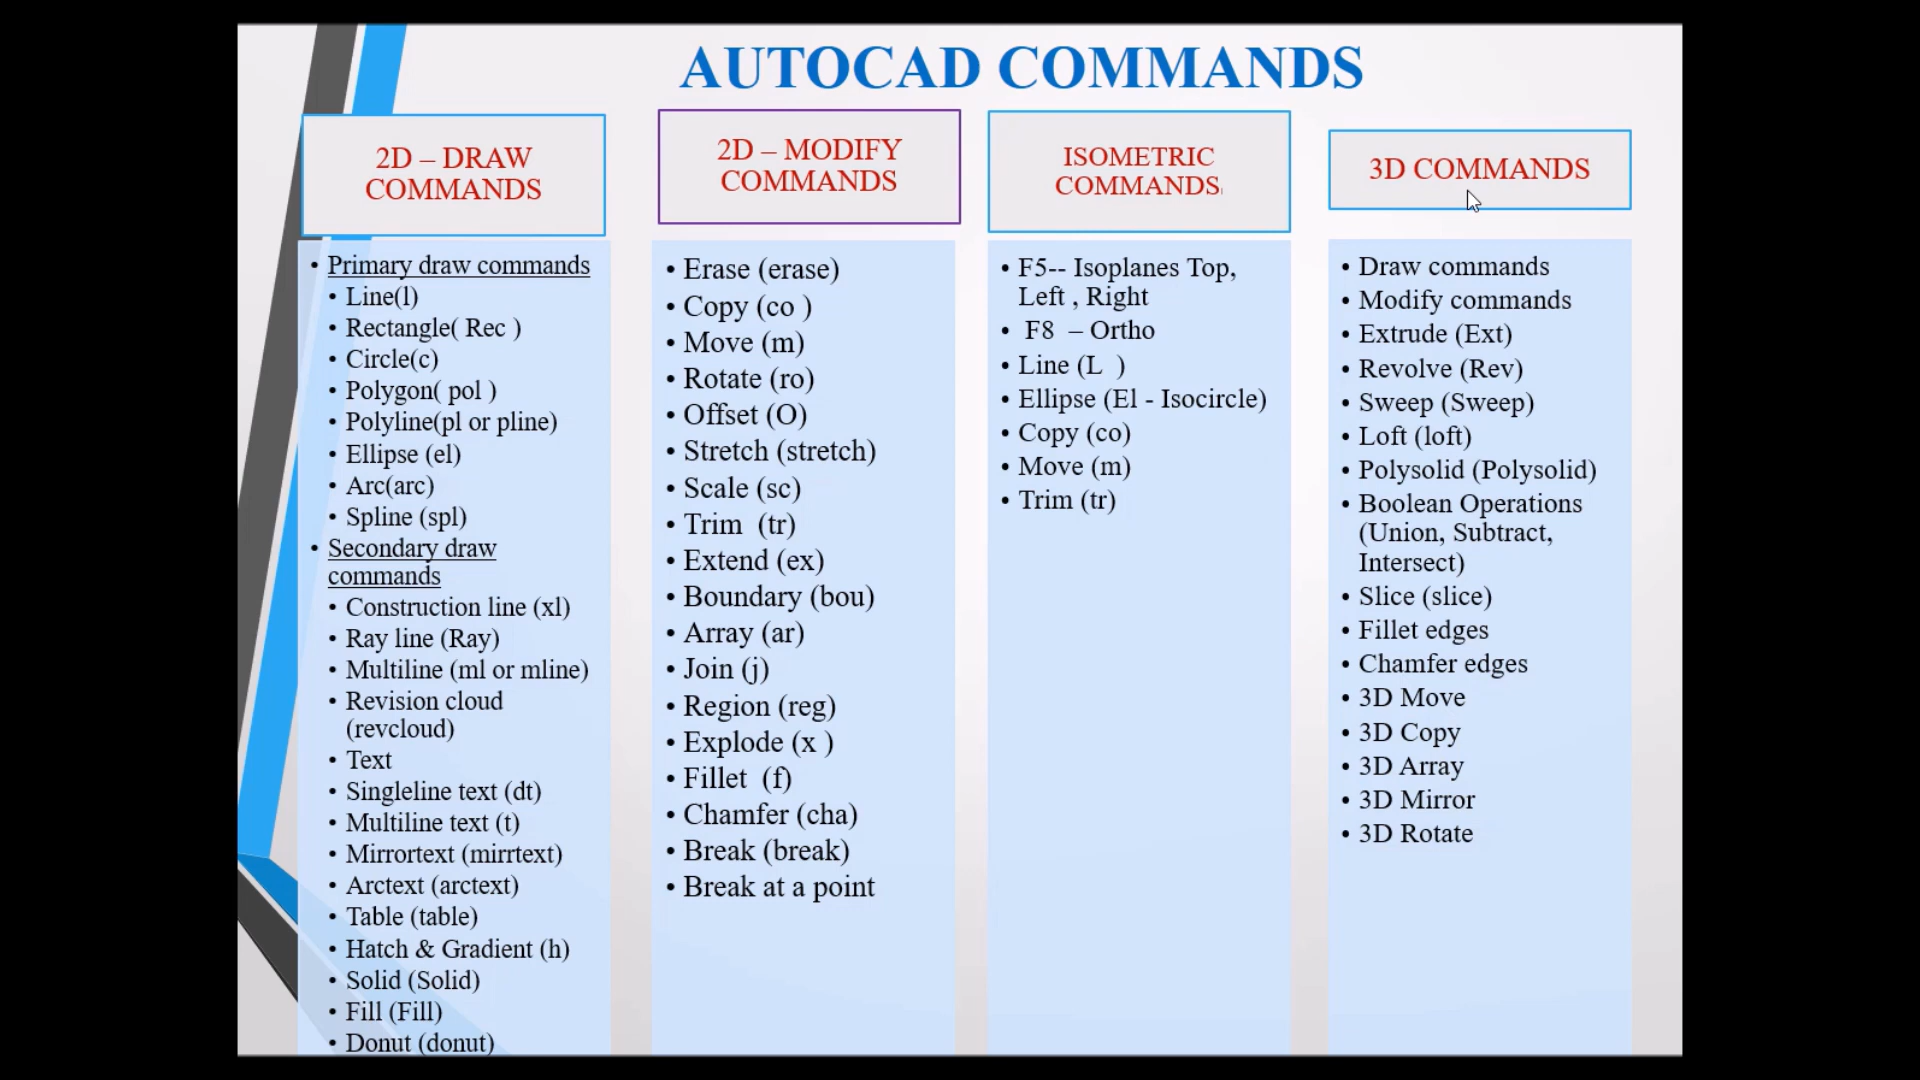 AUTOCAD COMMANDS
2D – DRAW
COMMANDS
• Primary draw commands
• Line(l)
• Rectangle( Rec )
• Circle(c)
• Polygon( pol )
• Polyline(pl or pline)
• Ellipse (el)
• Arc(arc)
• Spline (spl)
• Secondary draw
commands
• Construction line (xl)
• Ray line (Ray)
• Multiline (ml or mline)
• Revision cloud
(revcloud)
• Text
• Singleline text (dt)
• Multiline text (t)
• Mirrortext (mirrtext)
• Arctext (arctext)
• Table (table)
• Hatch & Gradient (h)
• Solid (Solid)
• Fill (Fill)
• Donut (donut)
2D – MODIFY
COMMANDS
• Erase (erase)
• Copy (co )
• Move (m)
• Rotate (ro)
• Offset (O)
• Stretch (stretch)
• Scale (sc)
• Trim  (tr)
• Extend (ex)
• Boundary (bou)
• Array (ar)
• Join (j)
• Region (reg)
• Explode (x )
• Fillet  (f)
• Chamfer (cha)
• Break (break)
• Break at a point
ISOMETRIC
COMMANDS
• F5-- Isoplanes Top,
Left , Right
• F8  – Ortho
• Line (L  )
• Ellipse (El - Isocircle)
• Copy (co)
• Move (m)
• Trim (tr)
3D COMMANDS
• Draw commands
• Modify commands
• Extrude (Ext)
• Revolve (Rev)
• Sweep (Sweep)
• Loft (loft)
• Polysolid (Polysolid)
• Boolean Operations
(Union, Subtract,
Intersect)
• Slice (slice)
• Fillet edges
• Chamfer edges
• 3D Move
• 3D Copy
• 3D Array
• 3D Mirror
• 3D Rotate